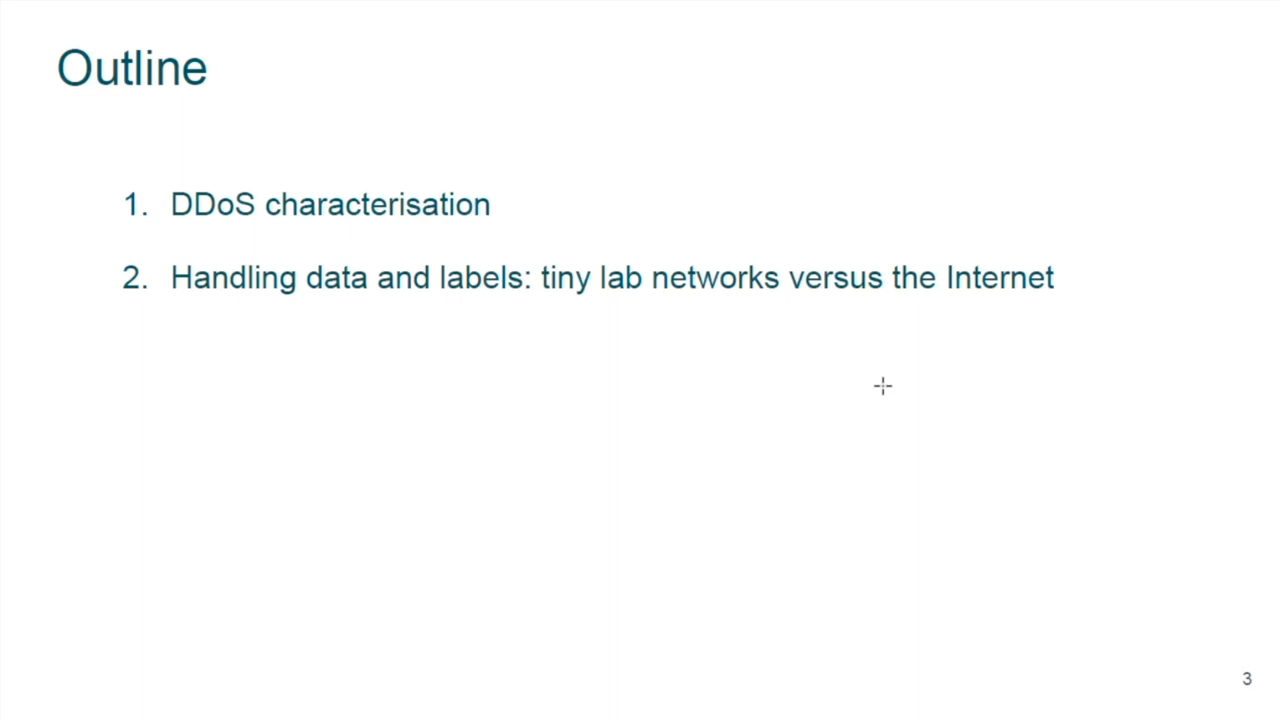 Outline
1. DDoS characterisation
2. Handling data and labels: tiny lab networks versus the Internet
3